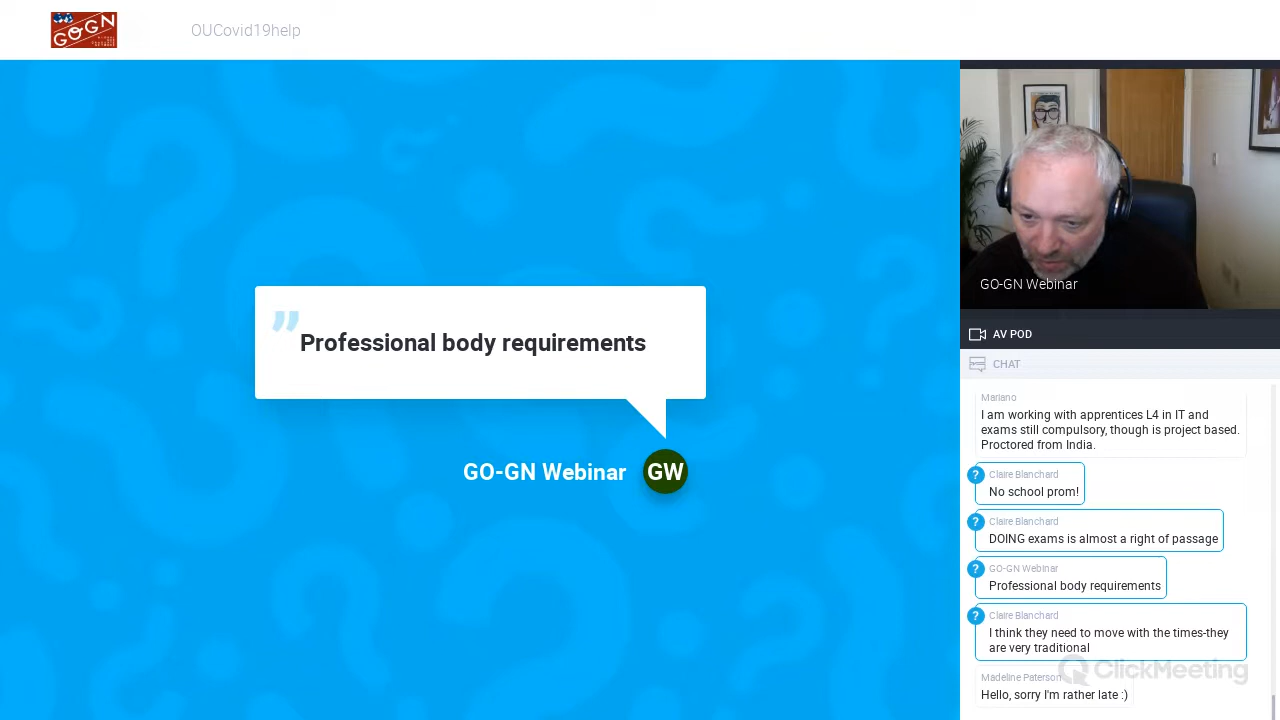 GOGN
OUCovid19help
”
Professional body requirements
GO-GN Webinar
GW
GO-GN Webinar
AV POD
CHAT
Mariano
I am working with apprentices L4 in IT and
exams still compulsory, though is project based.
Proctored from India.
?
Claire Blanchard
No school prom!
?
Claire Blanchard
DOING exams is almost a right of passage
?
GO-GN Webinar
Professional body requirements
?
Claire Blanchard
I think they need to move with the times-they
are very traditional
ClickMeeting
Madeline Paterson
Hello, sorry I'm rather late :)